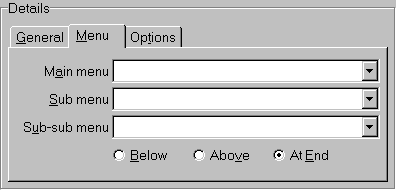 Details
General Menu Options
Main menu
Sub menu
Sub-sub menu
Below Above At End